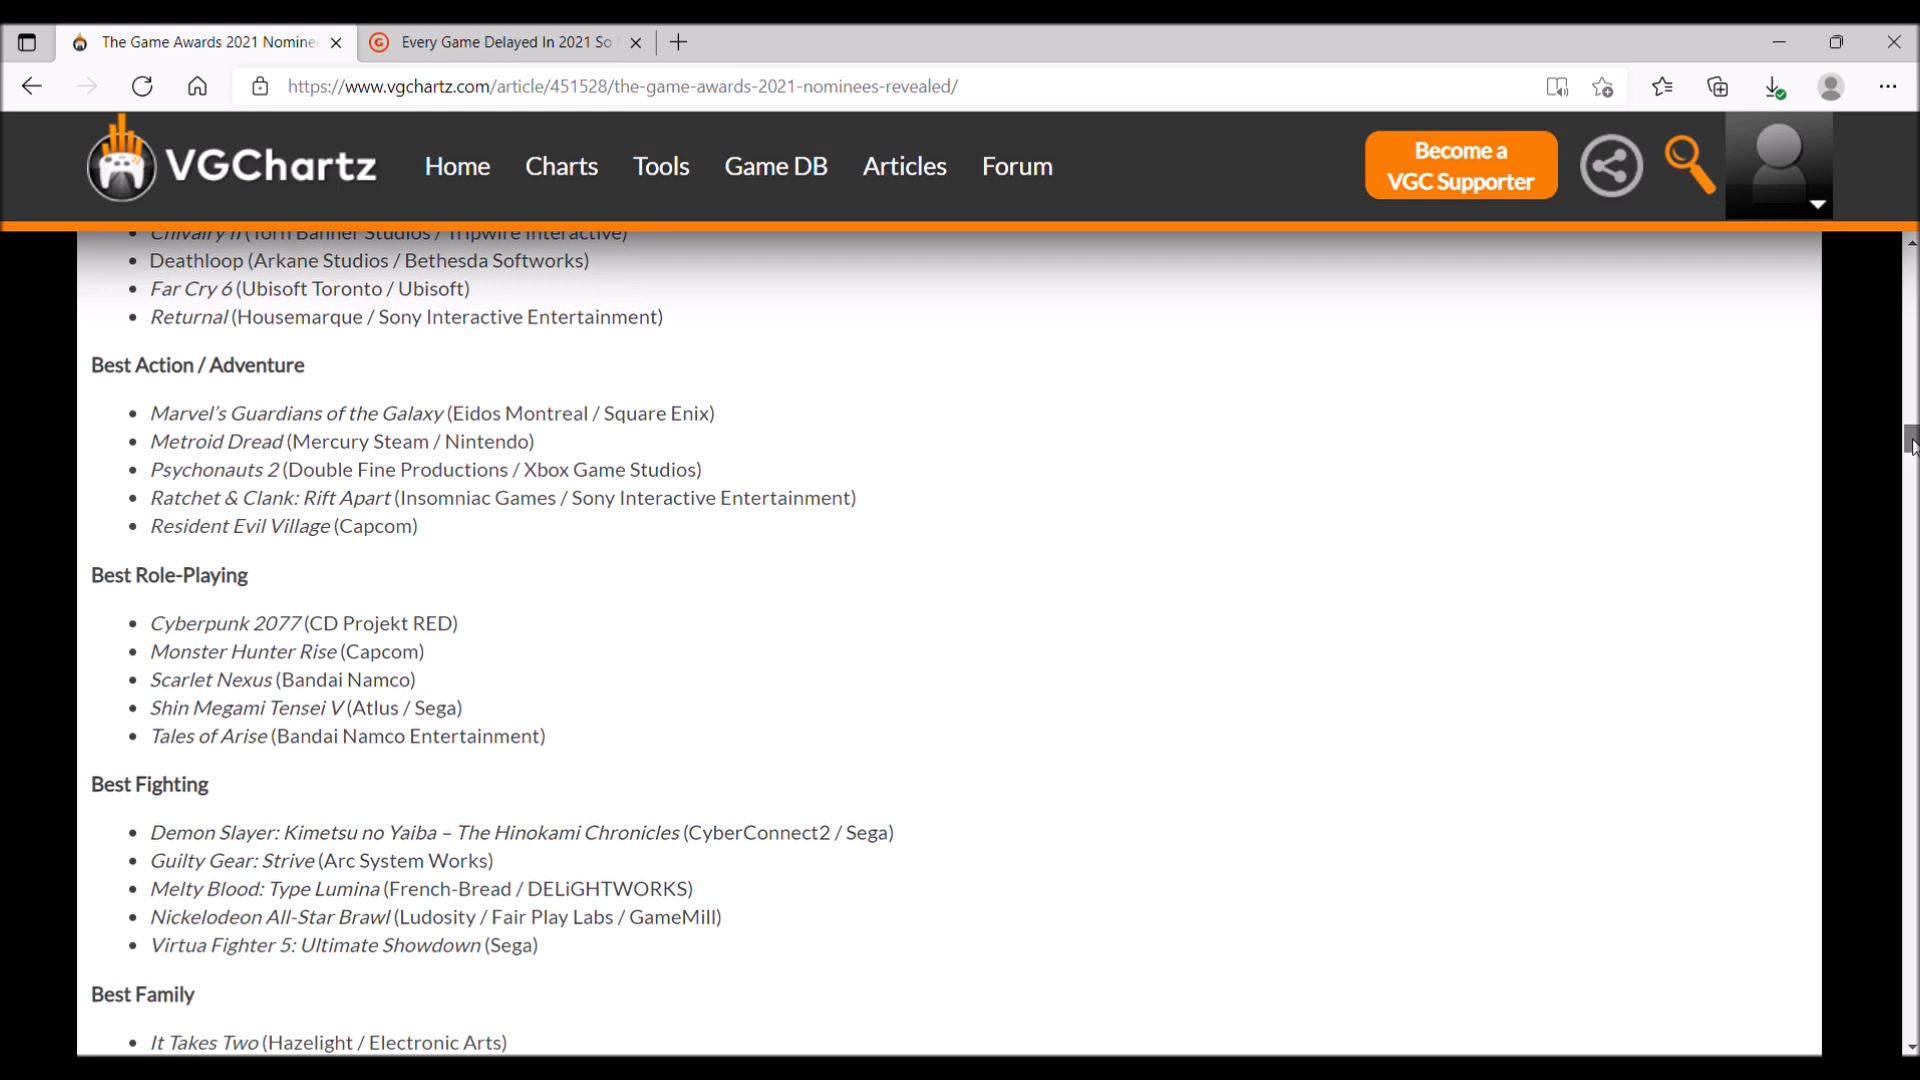 The Game Awards 2021 Nomine
Every Game Delayed In 2021 So
https://www.vgchartz.com/article/451528/the-game-awards-2021-nominees-revealed/
VGChartz
Home
Charts
Tools
Game DB
Articles
Forum
Become a
VGC Supporter
• Chivalry II (Torn Banner Studios / Tripwire Interactive)
• Deathloop (Arkane Studios / Bethesda Softworks)
• Far Cry 6 (Ubisoft Toronto / Ubisoft)
• Returnal (Housemarque / Sony Interactive Entertainment)
Best Action / Adventure
• Marvel's Guardians of the Galaxy (Eidos Montreal / Square Enix)
• Metroid Dread (Mercury Steam / Nintendo)
• Psychonauts 2 (Double Fine Productions / Xbox Game Studios)
• Ratchet & Clank: Rift Apart (Insomniac Games / Sony Interactive Entertainment)
• Resident Evil Village (Capcom)
Best Role-Playing
• Cyberpunk 2077 (CD Projekt RED)
• Monster Hunter Rise (Capcom)
• Scarlet Nexus (Bandai Namco)
• Shin Megami Tensei V (Atlus / Sega)
• Tales of Arise (Bandai Namco Entertainment)
Best Fighting
• Demon Slayer: Kimetsu no Yaiba – The Hinokami Chronicles (CyberConnect2 / Sega)
• Guilty Gear: Strive (Arc System Works)
• Melty Blood: Type Lumina (French-Bread / DELiGHTWORKS)
• Nickelodeon All-Star Brawl (Ludosity / Fair Play Labs / GameMill)
• Virtua Fighter 5: Ultimate Showdown (Sega)
Best Family
• It Takes Two (Hazelight / Electronic Arts)